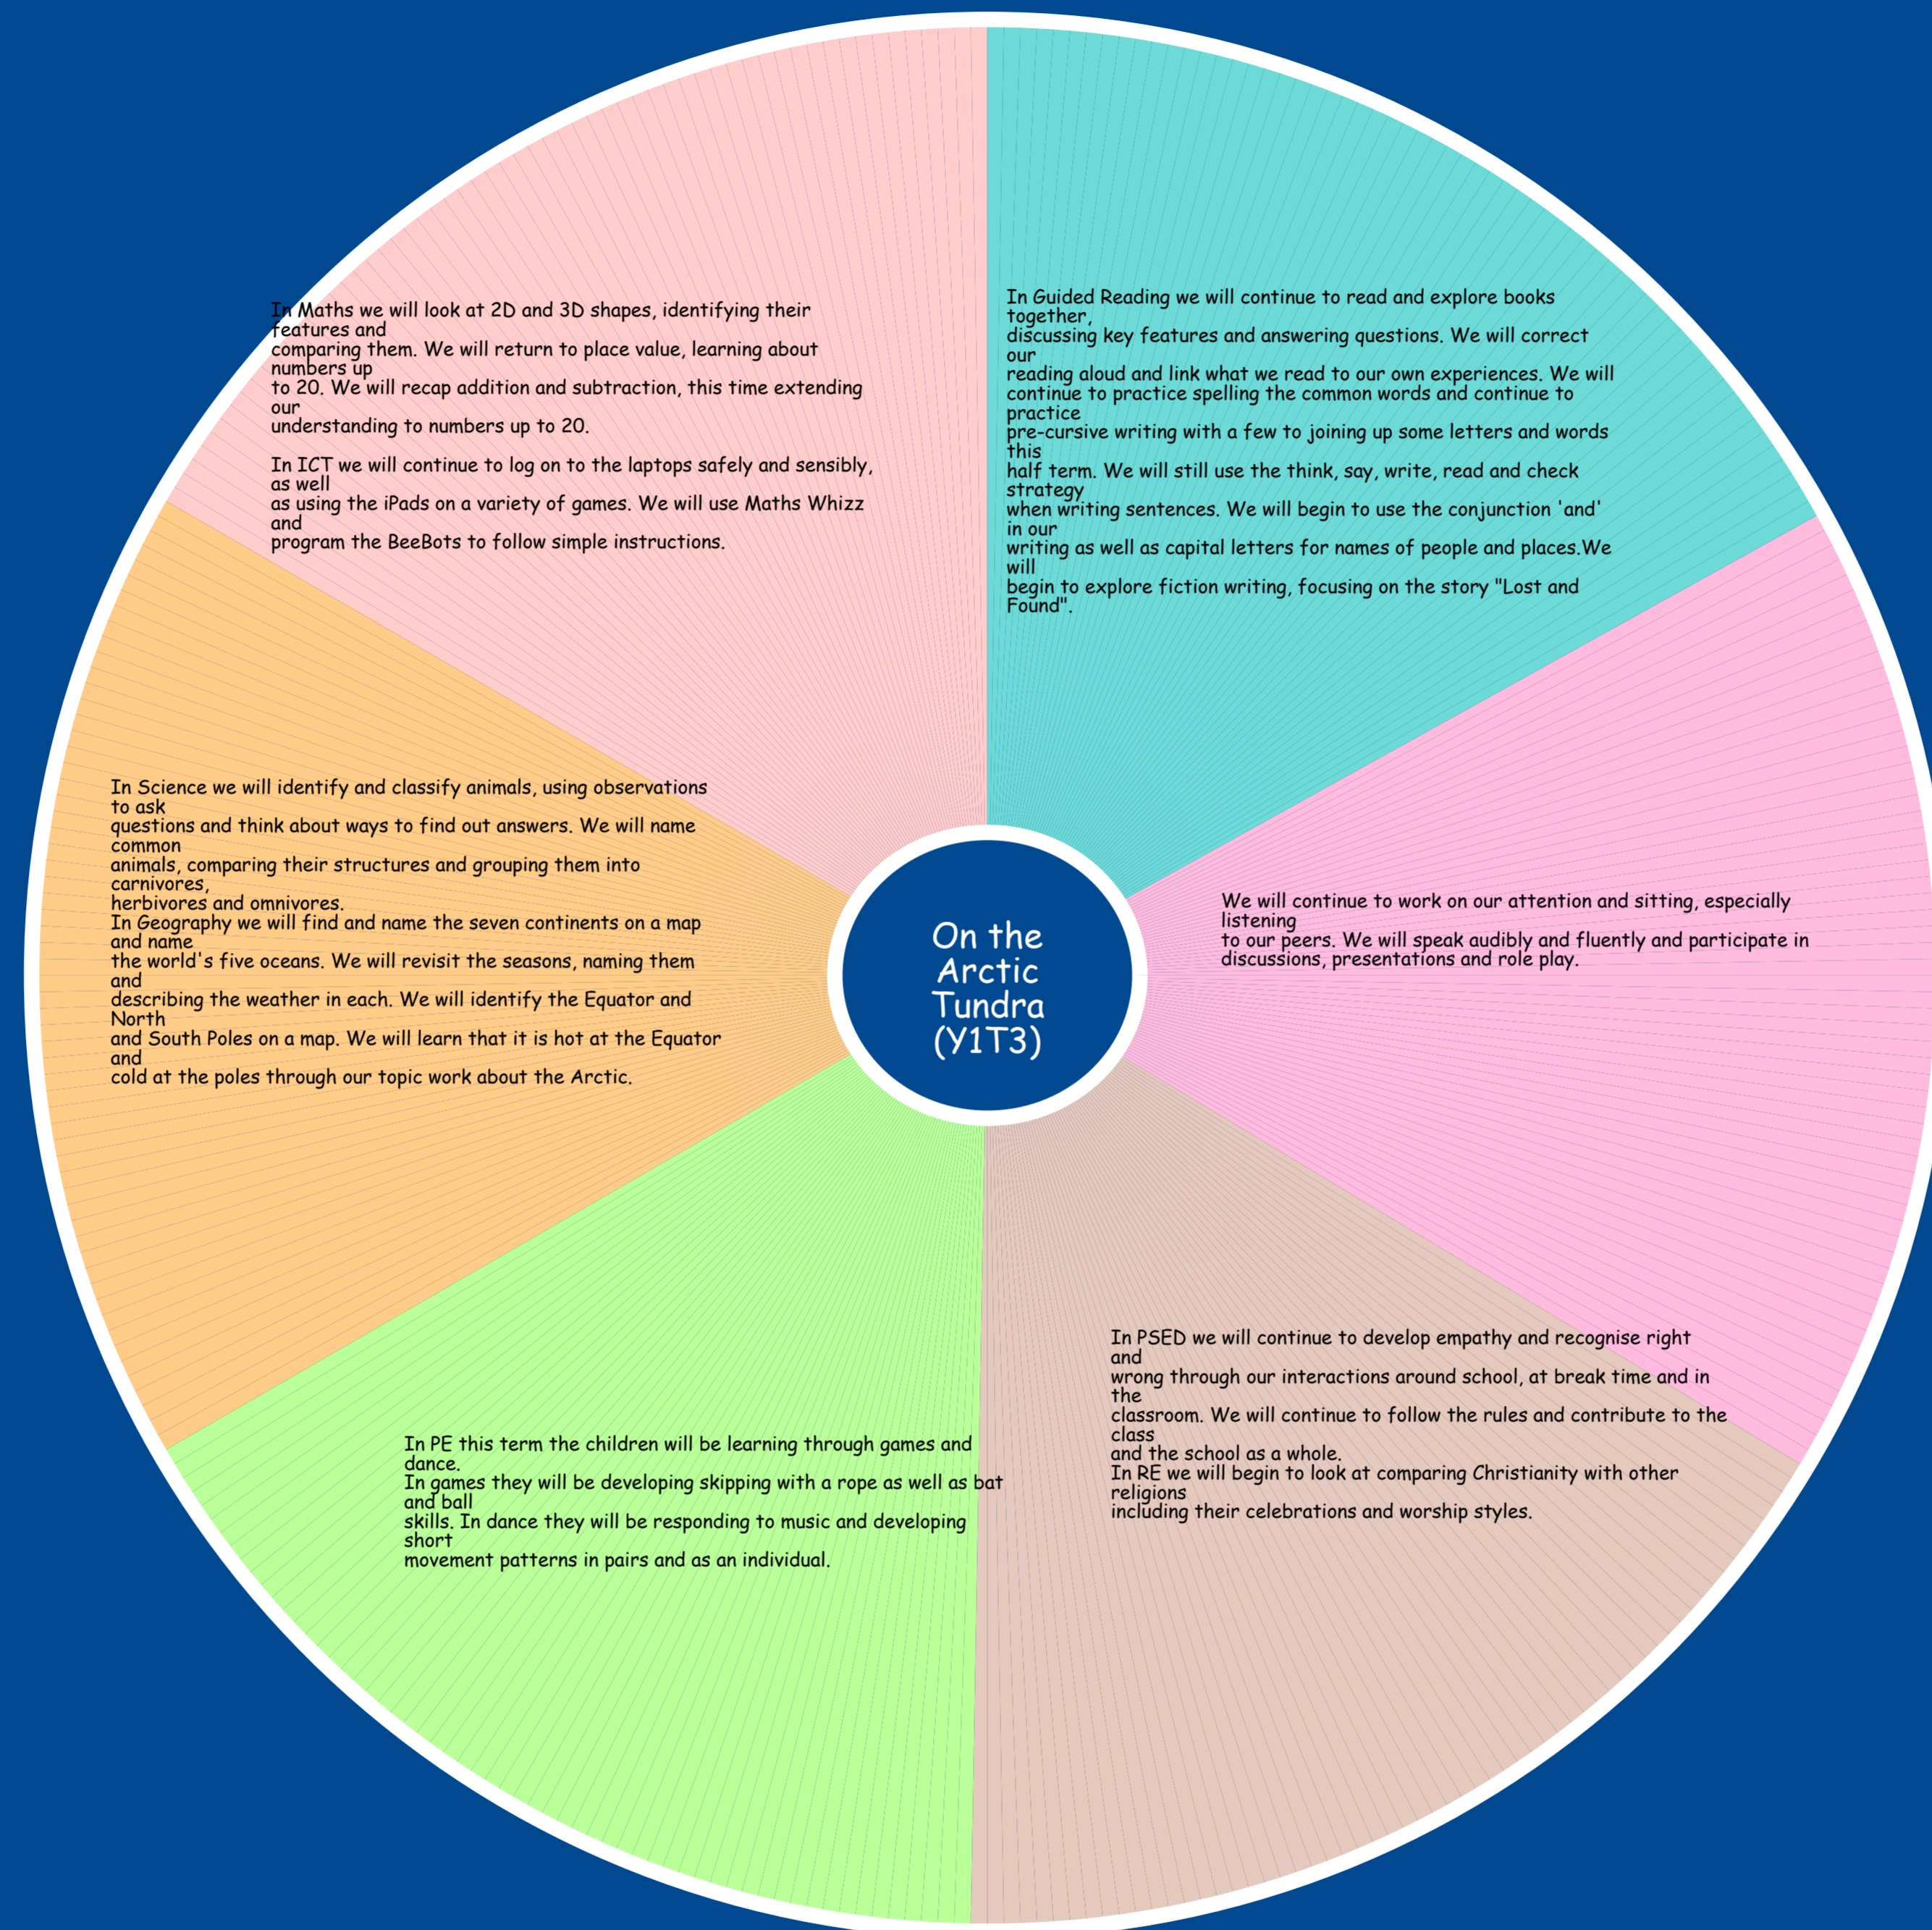 In Maths we will look at 2D and 3D shapes, identifying their
features and
comparing them. We will return to place value, learning about
numbers up
to 20. We will recap addition and subtraction, this time extending
our
understanding to numbers up to 20.
In ICT we will continue to log on to the laptops safely and sensibly,
as well
as using the iPads on a variety of games. We will use Maths Whizz
and
program the BeeBots to follow simple instructions.
In Guided Reading we will continue to read and explore books
together,
discussing key features and answering questions. We will correct
our
reading aloud and link what we read to our own experiences. We will
continue to practice spelling the common words and continue to
practice
pre-cursive writing with a few to joining up some letters and words
this
half term. We will still use the think, say, write, read and check
strategy
when writing sentences. We will begin to use the conjunction 'and'
in our
writing as well as capital letters for names of people and places.We
will
begin to explore fiction writing, focusing on the story "Lost and
Found".
In Science we will identify and classify animals, using observations
to ask
questions and think about ways to find out answers. We will name
common
animals, comparing their structures and grouping them into
carnivores,
herbivores and omnivores.
In Geography we will find and name the seven continents on a map
and name
the world's five oceans. We will revisit the seasons, naming them
and
describing the weather in each. We will identify the Equator and
North
and South Poles on a map. We will learn that it is hot at the Equator
and
cold at the poles through our topic work about the Arctic.
On the
Arctic
Tundra
(Y1T3)
We will continue to work on our attention and sitting, especially
listening
to our peers. We will speak audibly and fluently and participate in
discussions, presentations and role play.
In PE this term the children will be learning through games and
dance.
In games they will be developing skipping with a rope as well as bat
and ball
skills. In dance they will be responding to music and developing
short
movement patterns in pairs and as an individual.
In PSED we will continue to develop empathy and recognise right
and
wrong through our interactions around school, at break time and in
the
classroom. We will continue to follow the rules and contribute to the
class
and the school as a whole.
In RE we will begin to look at comparing Christianity with other
religions
including their celebrations and worship styles.